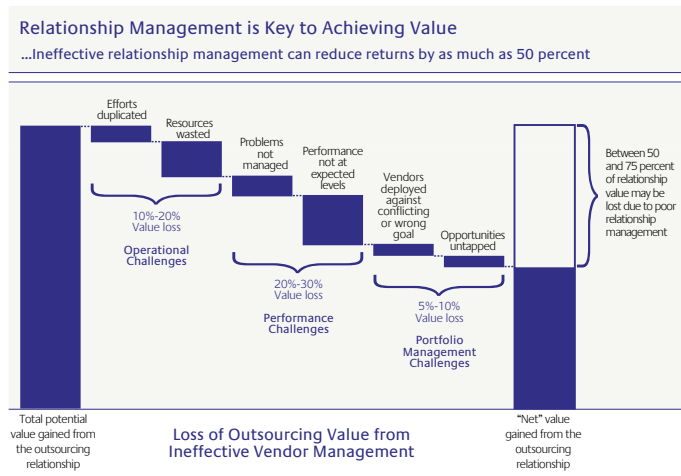 Relationship Management is Key to Achieving Value
...Ineffective relationship management can reduce returns by as much as 50 percent
Efforts
duplicated
Resources
wasted
Problems
not
managed
Performance
not at
expected
levels
Vendors
deployed
against
conflicting
or wrong
goal
Opportunities
untapped
Between 50
and 75 percent
of relationship
value may be
lost due to poor
relationship
management
10%-20%
Value loss
Operational
Challenges
20%-30%
Value loss
Performance
Challenges
5%-10%
Value loss
Portfolio
Management
Challenges
Total potential
value gained from
the outsourcing
relationship
Loss of Outsourcing Value from
Ineffective Vendor Management
“Net” value
gained from the
outsourcing
relationship